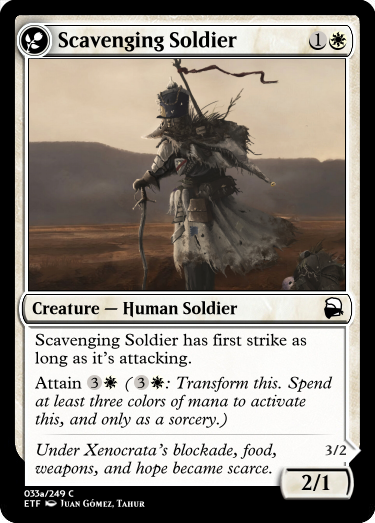 Scavenging Soldier 1
Creature — Human Soldier
Scavenging Soldier has first strike as
long as it's attacking.
Attain 3 (3: Transform this. Spend
at least three colors of mana to activate
this, and only as a sorcery.)
Under Xenocrata's blockade, food,
weapons, and hope became scarce.
3/2
2/1
033a/249 C
ETF Juan Gómez, Tahur